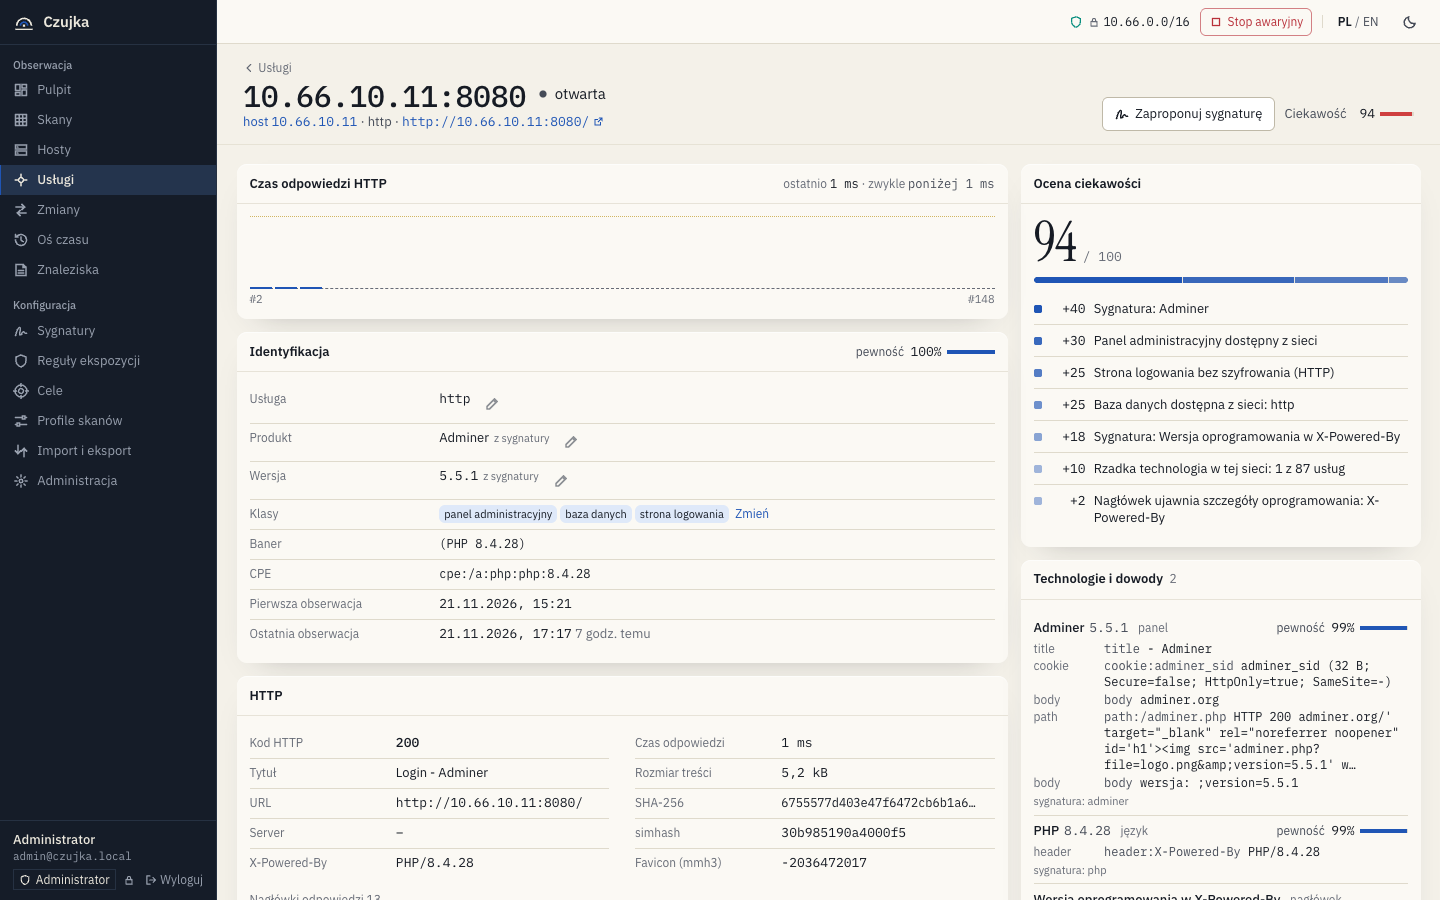 Czujka
Obserwacja
Pulpit
Skany
Hosty
Usługi
Zmiany
Oś czasu
Znaleziska
Konfiguracja
Sygnatury
Reguły ekspozycji
Cele
Profile skanów
Import i eksport
Administracja
Administrator
admin@czujka.local
Administrator
Wyloguj
10.66.0.0/16
Stop awaryjny
PL / EN
Usługi
10.66.10.11:8080 otwarta
host 10.66.10.11 · http · http://10.66.10.11:8080/
Zaproponuj sygnaturę
Ciekawość 94
Czas odpowiedzi HTTP
ostatnio 1 ms · zwykle poniżej 1 ms
#2
#148
Identyfikacja
pewność 100%
Usługa http
Produkt Adminer z sygnatury
Wersja 5.5.1 z sygnatury
Klasy panel administracyjny baza danych strona logowania Zmień
Baner (PHP 8.4.28)
CPE cpe:/a:php:php:8.4.28
Pierwsza obserwacja 21.11.2026, 15:21
Ostatnia obserwacja 21.11.2026, 17:17 7 godz. temu
HTTP
Kod HTTP 200
Czas odpowiedzi 1 ms
Tytuł Login - Adminer
Rozmiar treści 5,2 kB
URL http://10.66.10.11:8080/
SHA-256 6755577d403e47f6472cb6b1a6…
Server –
simhash 30b985190a4000f5
X-Powered-By PHP/8.4.28
Favicon (mmh3) -2036472017
Nagłówki odpowiedzi 13
Ocena ciekawości
94 / 100
+40 Sygnatura: Adminer
+30 Panel administracyjny dostępny z sieci
+25 Strona logowania bez szyfrowania (HTTP)
+25 Baza danych dostępna z sieci: http
+18 Sygnatura: Wersja oprogramowania w X-Powered-By
+10 Rzadka technologia w tej sieci: 1 z 87 usług
+2 Nagłówek ujawnia szczegóły oprogramowania: X-
Powered-By
Technologie i dowody 2
Adminer 5.5.1 panel pewność 99%
title title - Adminer
cookie cookie:adminer_sid adminer_sid (32 B;
Secure=false; HttpOnly=true; SameSite=-)
body body adminer.org
path path:/adminer.php HTTP 200 adminer.org/'
target="_blank" rel="noreferrer noopener"
id='h1'><img src='adminer.php?
file=logo.png&amp;version=5.5.1' w…
body body wersja: ;version=5.5.1
sygnatura: adminer
PHP 8.4.28 język pewność 99%
header header:X-Powered-By PHP/8.4.28
sygnatura: php
Wersja oprogramowania w X-Powered-By nagłówek